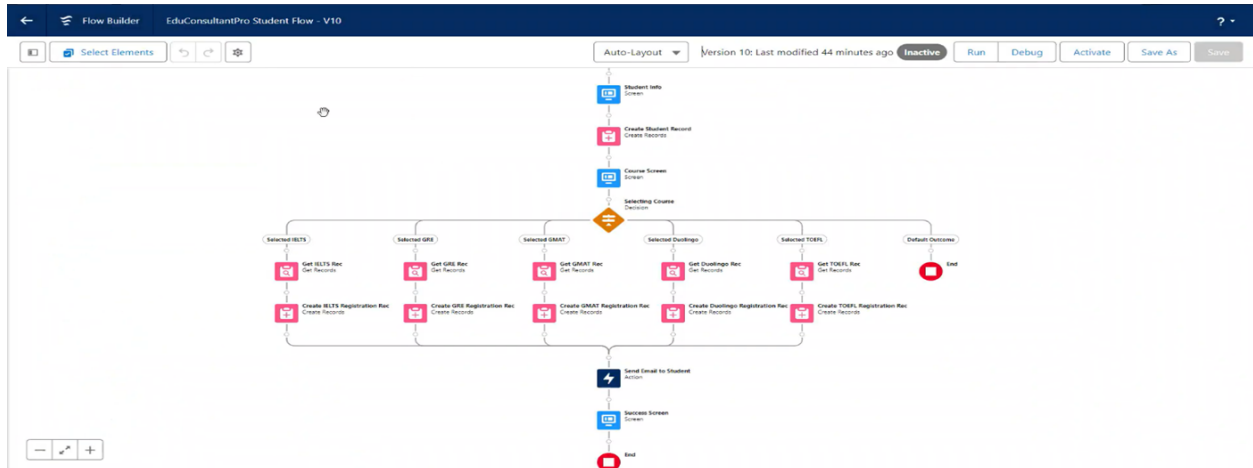 Flow Builder
EduConsultantPro Student Flow - V10
?
Select Elements
Auto-Layout
Version 10: Last modified 44 minutes ago
Inactive
Run
Debug
Activate
Save As
Save
Student Info
Screen
Create Student Record
Create Records
Course Screen
Screen
Selecting Course
Decision
Selected IELTS
Selected GRE
Selected GMAT
Selected Duolingo
Selected TOEFL
Default Outcome
Get IELTS Rec
Get Records
Get GRE Rec
Get Records
Get GMAT Rec
Get Records
Get Duolingo Rec
Get Records
Get TOEFL Rec
Get Records
End
Create IELTS Registration Rec
Create Records
Create GRE Registration Rec
Create Records
Create GMAT Registration Rec
Create Records
Create Duolingo Registration Rec
Create Records
Create TOEFL Registration Rec
Create Records
Send Email to Student
Action
Success Screen
Screen
End